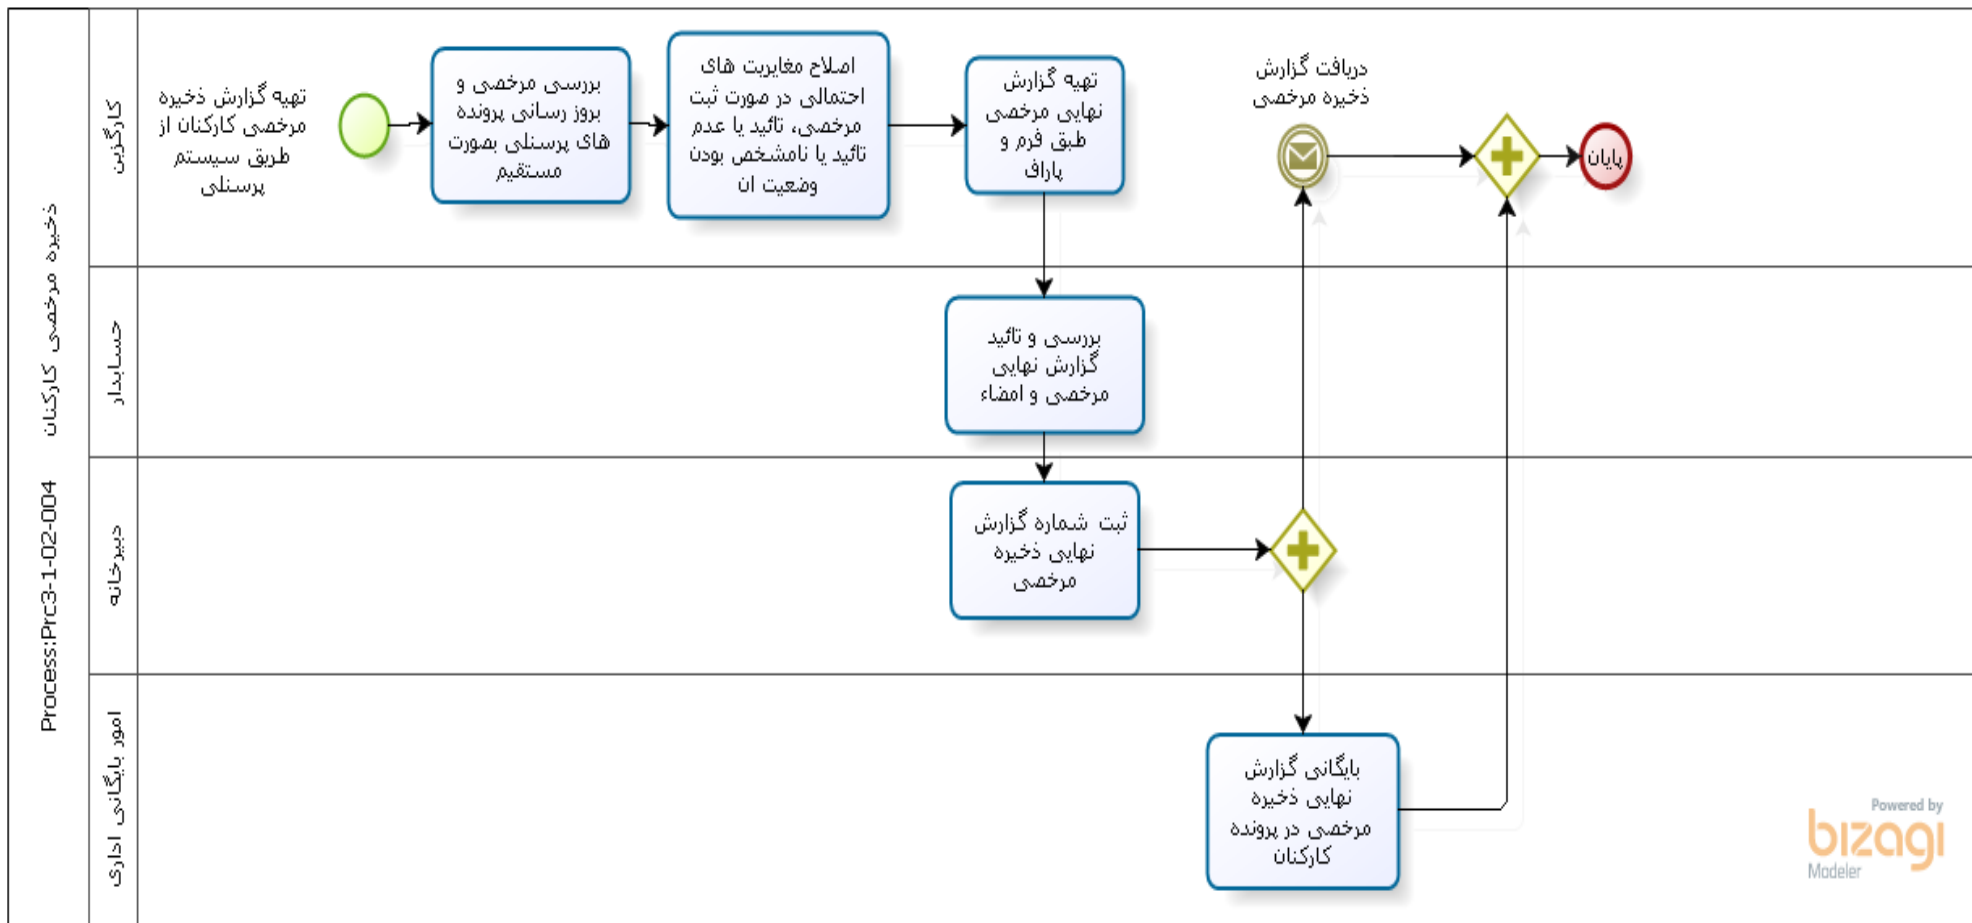 ذخیره مرخصی کارکنان
Process:Prc3-1-02-004
کارگزین
تهیه گزارش ذخیره
مرخصی کارکنان از
طریق سیستم
پرسنلی
بررسی مرخصی و
بروز رسانی پرونده
های پرسنلی بصورت
مستقیم
اصلاح مغایریت های
احتمالی در صورت ثبت
مرخصی، تائید یا عدم
تائید یا نامشخص بودن
وضعیت ان
تهیه گزارش
نهایی مرخصی
طبق فرم و
پاراف
دریافت گزارش
ذخیره مرخصی
پایان
حسابدار
بررسی و تائید
گزارش نهایی
مرخصی و امضاء
دبیرخانه
ثبت شماره گزارش
نهایی ذخیره
مرخصی
امور بایگانی اداری
بایگانی گزارش
نهایی ذخیره
مرخصی در پرونده
کارکنان
Powered by
bizagi
Modeler